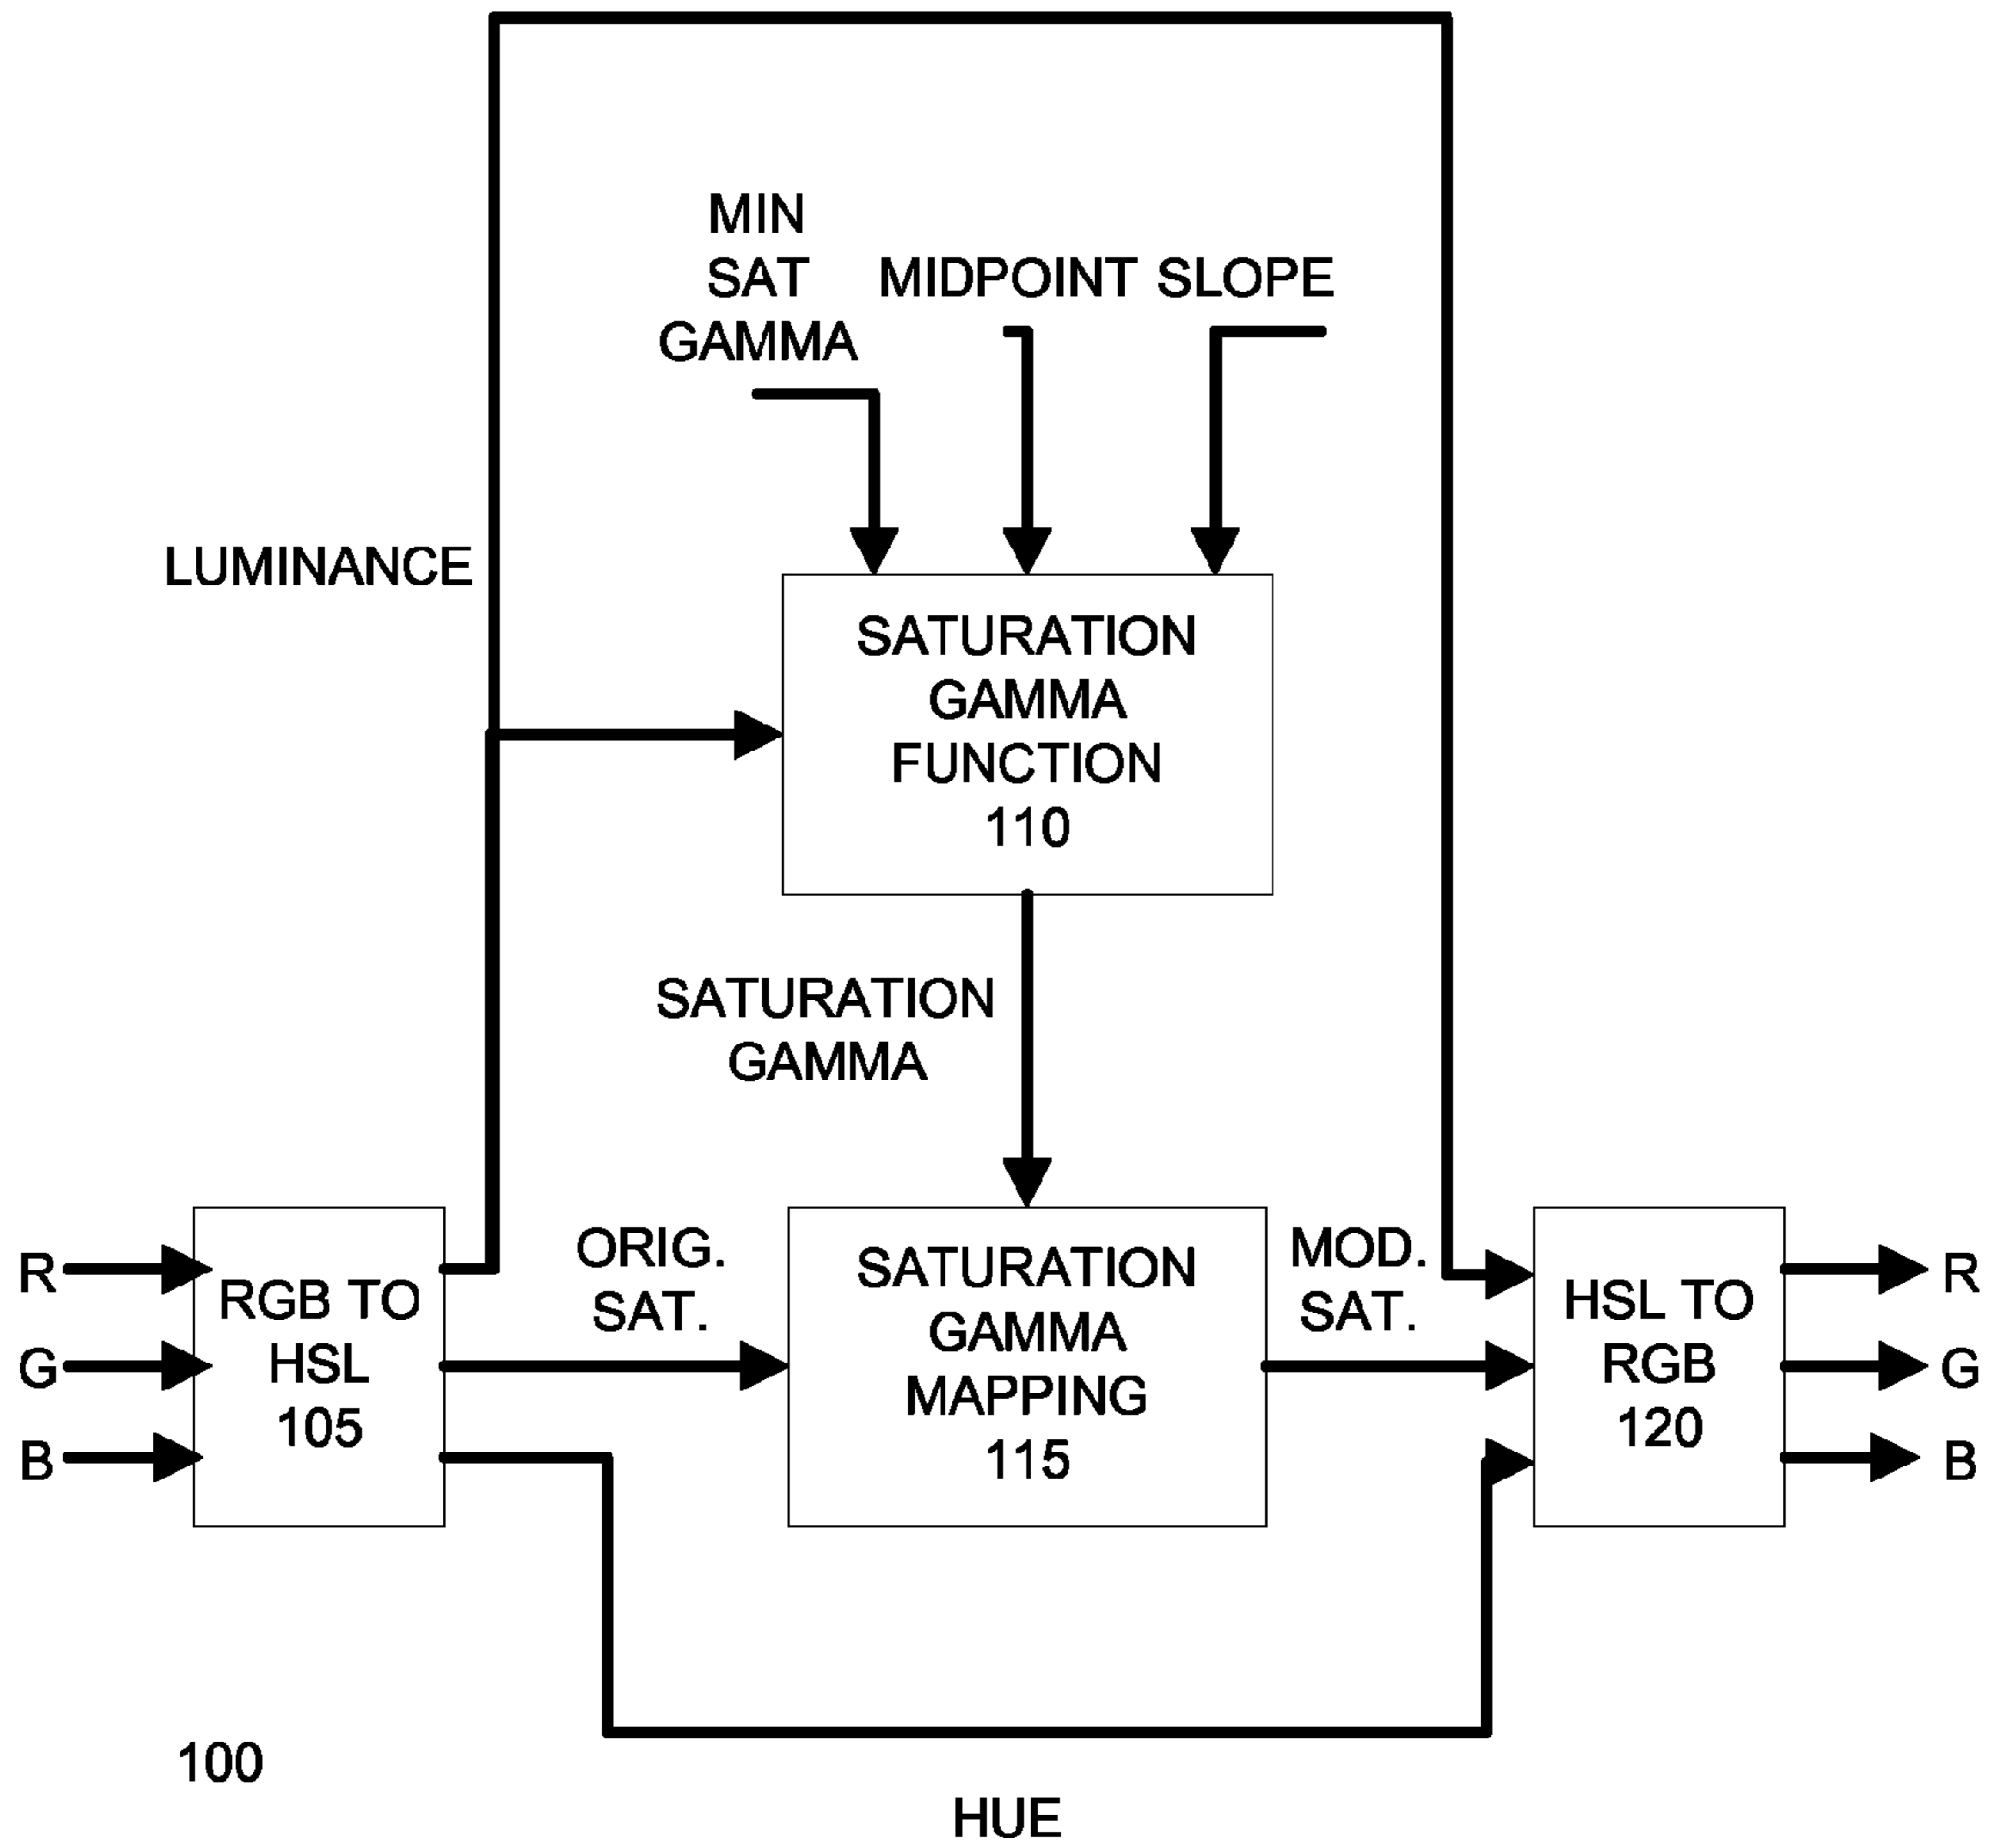 MIN
SAT
GAMMA
MIDPOINT
SLOPE
LUMINANCE
SATURATION
GAMMA
FUNCTION
110
SATURATION
GAMMA
R
G
B
RGB TO
HSL
105
ORIG.
SAT.
SATURATION
GAMMA
MAPPING
115
MOD.
SAT.
HSL TO
RGB
120
R
G
B
100
HUE